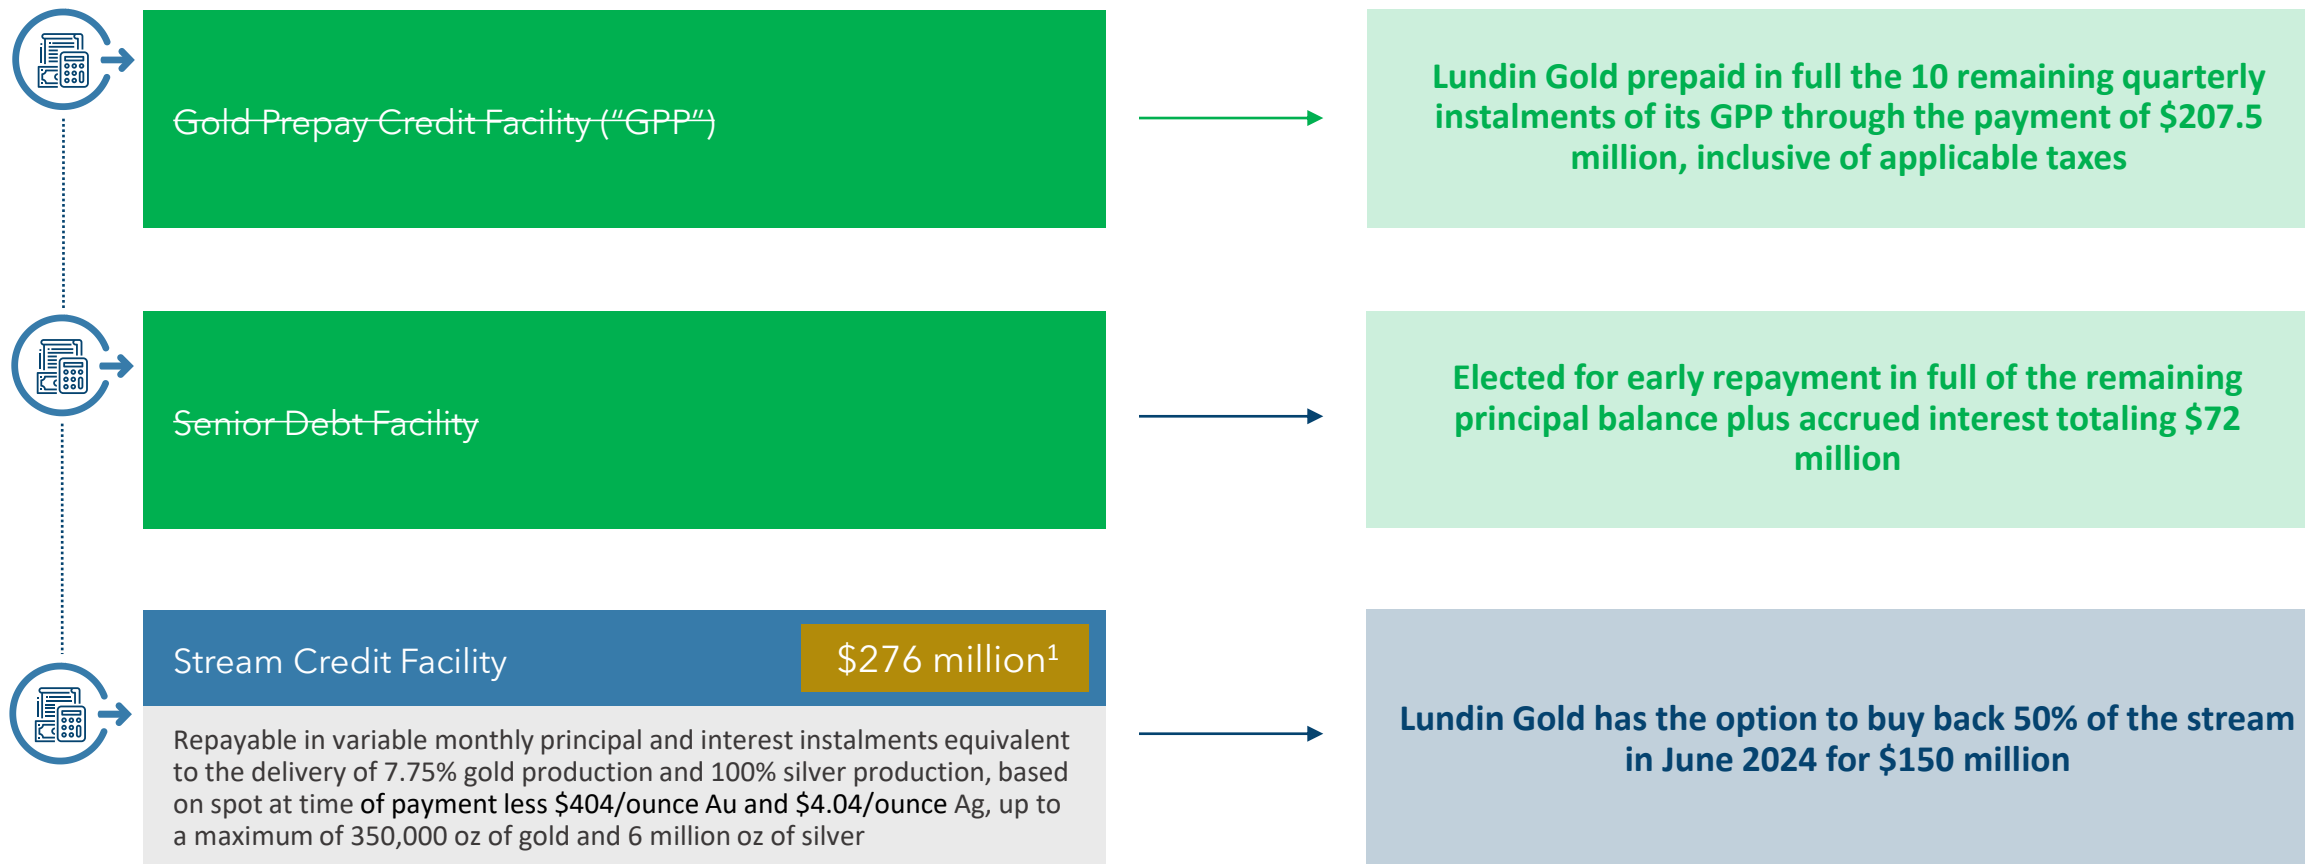 Gold Prepay Credit Facility (“GPP”)
Lundin Gold prepaid in full the 10 remaining quarterly
instalments of its GPP through the payment of $207.5
million, inclusive of applicable taxes
Senior Debt Facility
Elected for early repayment in full of the remaining
principal balance plus accrued interest totaling $72
million
Stream Credit Facility
$276 million¹
Repayable in variable monthly principal and interest instalments equivalent
to the delivery of 7.75% gold production and 100% silver production, based
on spot at time of payment less $404/ounce Au and $4.04/ounce Ag, up to
a maximum of 350,000 oz of gold and 6 million oz of silver
Lundin Gold has the option to buy back 50% of the stream
in June 2024 for $150 million